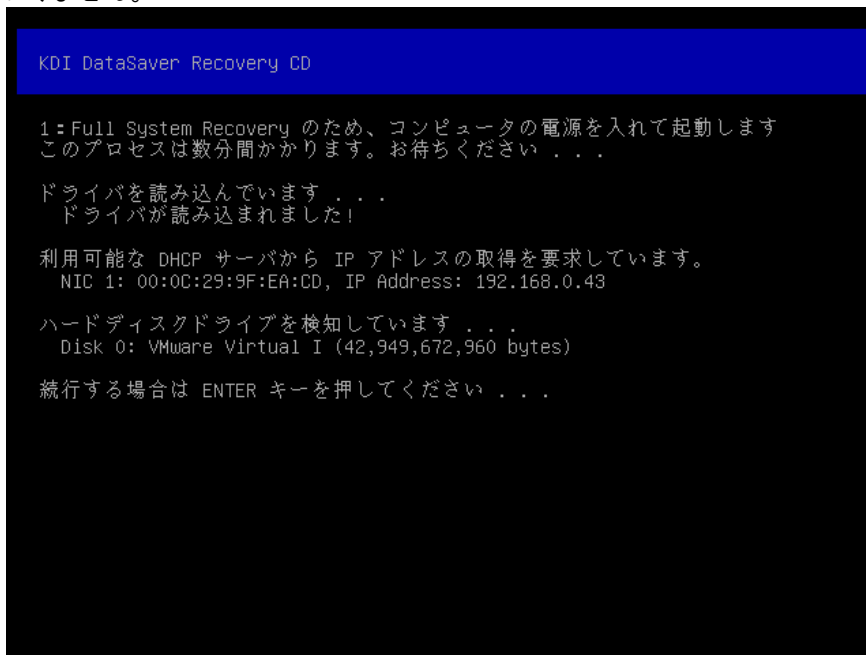 KDI DataSaver Recovery CD
1：Full System Recovery のため、コンピュータの電源を入れて起動します
このプロセスは数分間かかります。お待ちください . . .
ドライバを読み込んでいます . . .
ドライバが読み込まれました!
利用可能な DHCP サーバから IP アドレスの取得を要求しています。
NIC 1: 00:0C:29:9F:EA:CD, IP Address: 192.168.0.43
ハードディスクドライブを検知しています . . .
Disk 0: VMware Virtual I (42,949,672,960 bytes)
続行する場合は ENTER キーを押してください . . .